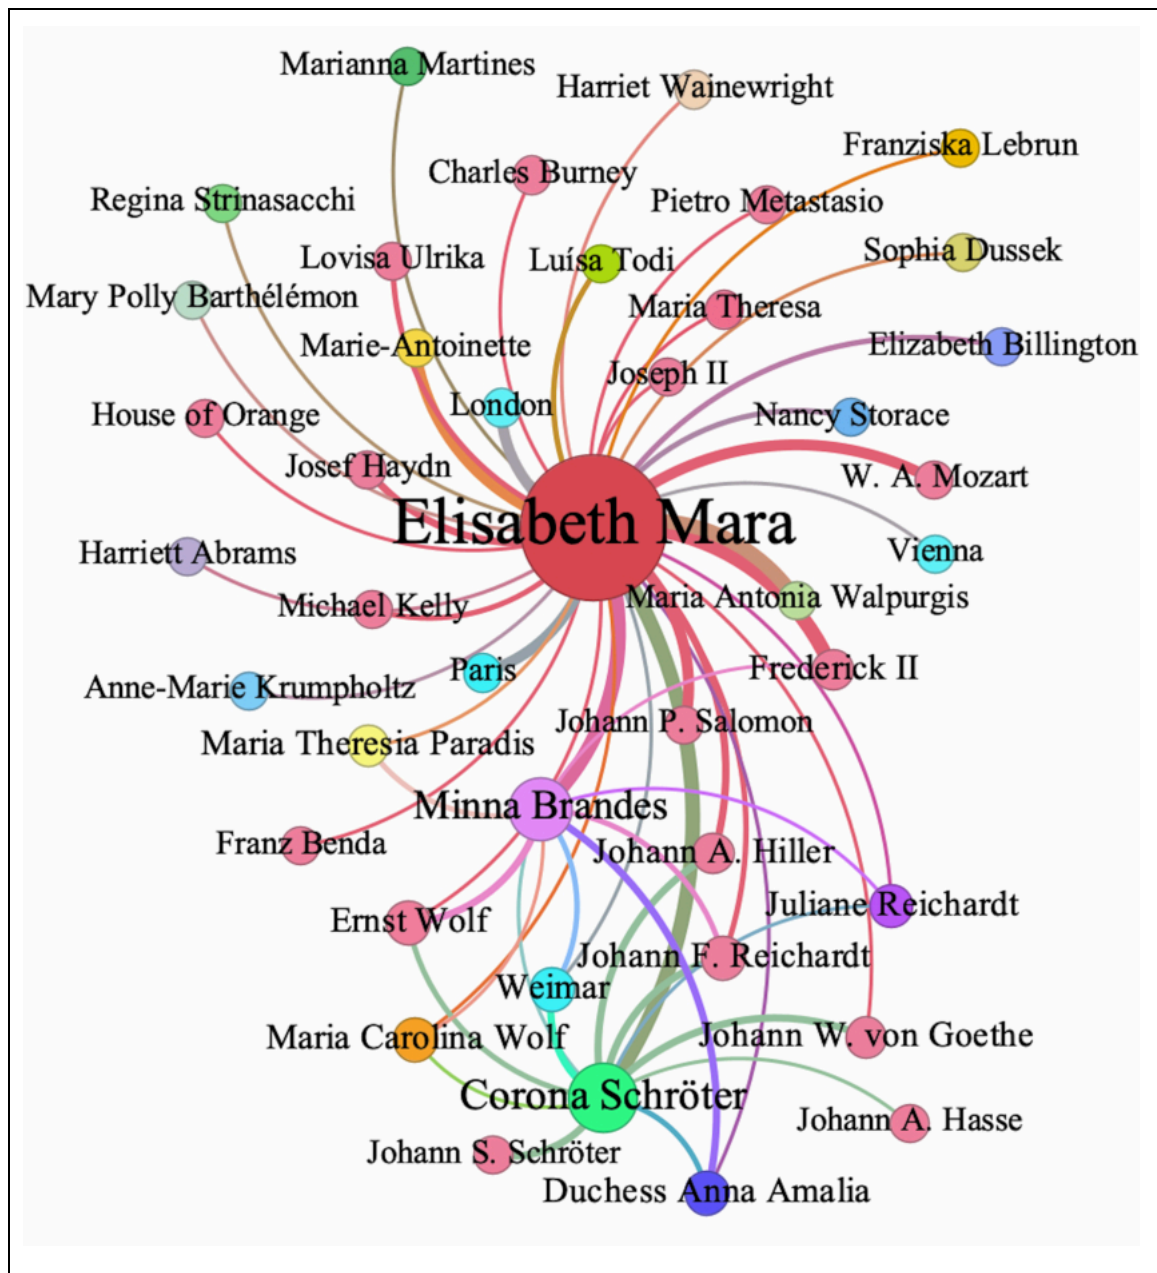 Marianna Martines
Harriet Wainewright
Franziska Lebrun
Charles Burney
Regina Strinasacchi
Pietro Metastasio
Lovisa Ulrika
Luísa Todi
Sophia Dussek
Mary Polly Barthélémon
Maria Theresa
Marie-Antoinette
Elizabeth Billington
Joseph II
London
House of Orange
Nancy Storace
Josef Haydn
W. A. Mozart
Elisabeth Mara
Harriett Abrams
Vienna
Michael Kelly
Maria Antonia Walpurgis
Paris
Frederick II
Anne-Marie Krumpholtz
Johann P. Salomon
Maria Theresia Paradis
Minna Brandes
Franz Benda
Johann A. Hiller
Juliane Reichardt
Ernst Wolf
Johann F. Reichardt
Weimar
Maria Carolina Wolf
Johann W. von Goethe
Corona Schröter
Johann A. Hasse
Johann S. Schröter
Duchess Anna Amalia